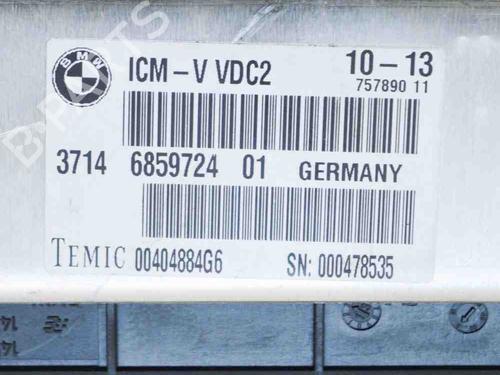 BMW
ICM-V VDC2
10-13
757890 11
3714 6859724 01 GERMANY
TEMIC 00404884G6 SN: 000478535